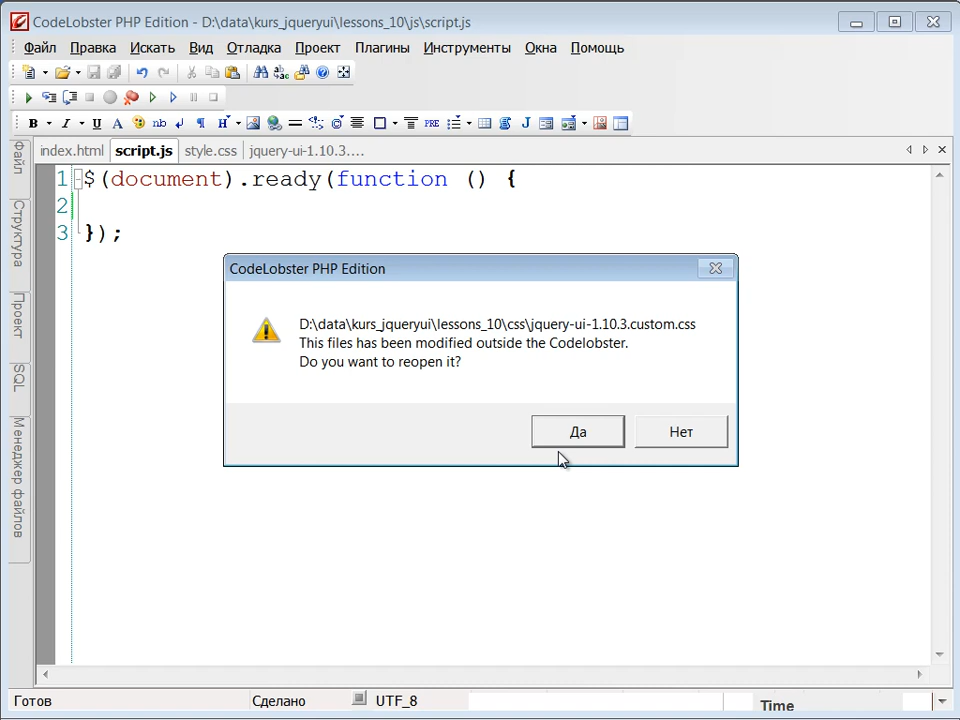 CodeLobster PHP Edition - D:\data\kurs_jqueryui\lessons_10\js\script.js
Файл Правка Искать Вид Отладка Проект Плагины Инструменты Окна Помощь
B I U A nb H PRE J
index.html script.js style.css jquery-ui-1.10.3....
Файл
Структура
Проект
SQL
Менеджер файлов
1 $(document).ready(function () {
2
3 });
CodeLobster PHP Edition
D:\data\kurs_jqueryui\lessons_10\css\jquery-ui-1.10.3.custom.css
This files has been modified outside the Codelobster.
Do you want to reopen it?
Да Нет
Готов Сделано UTF_8 Time